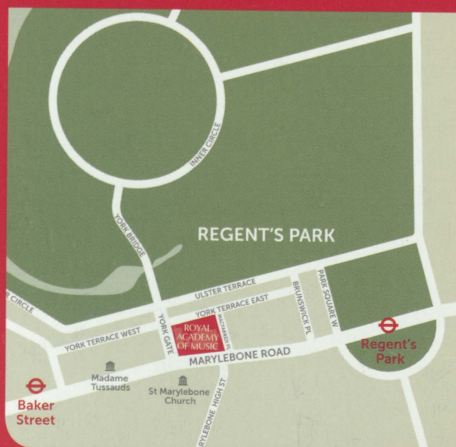 INNER CIRCLE
YORK BRIDGE
REGENT'S PARK
R CIRCLE
ULSTER TERRACE
YORK TERRACE EAST
BRUNSWICK PL
PARK SQUARE W
YORK TERRACE WEST
YORK GATE
ROYAL
ACADEMY
OF MUSIC
MARYLEBONE ROAD
Regent's
Park
Madame
Tussauds
St Marylebone
Church
RYLEBONE HIGH ST
Baker
Street